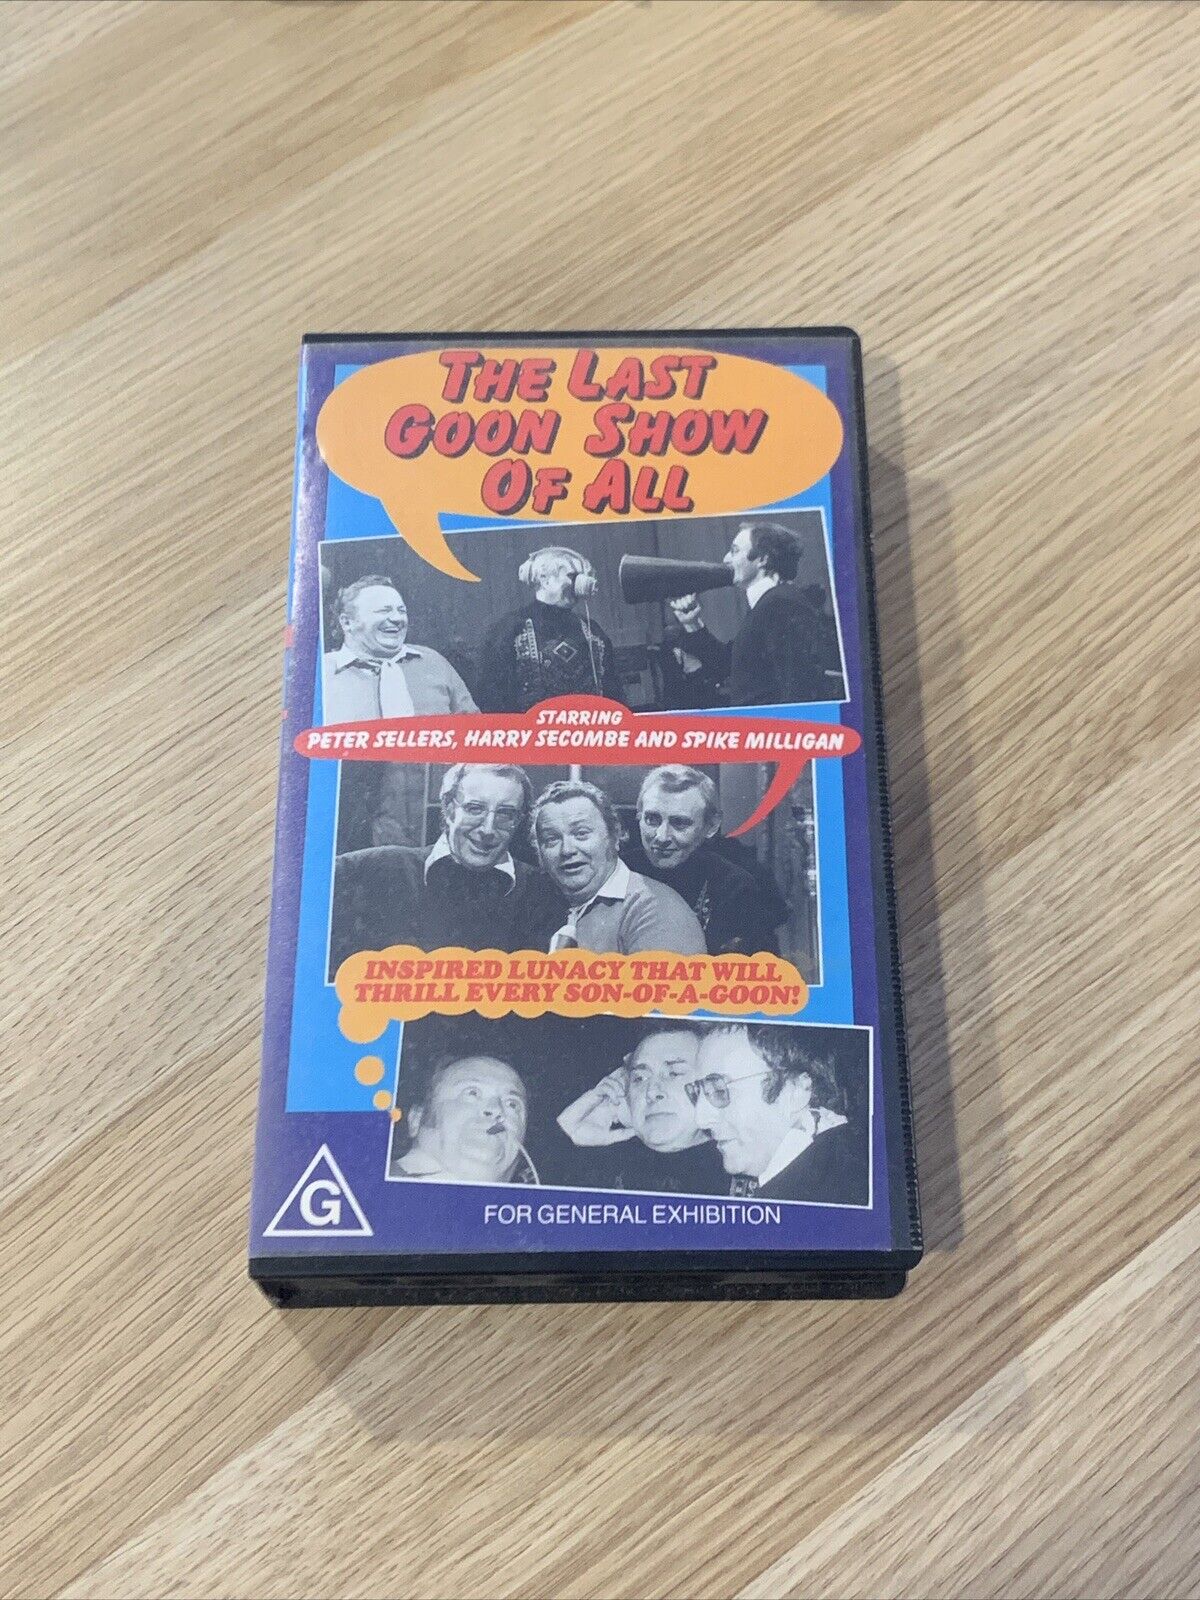 THE LAST
GOON SHOW
OF ALL
STARRING
PETER SELLERS, HARRY SECOMBE AND SPIKE MILLIGAN
INSPIRED LUNACY THAT WILL
THRILL EVERY SON-OF-A-GOON!
G
FOR GENERAL EXHIBITION